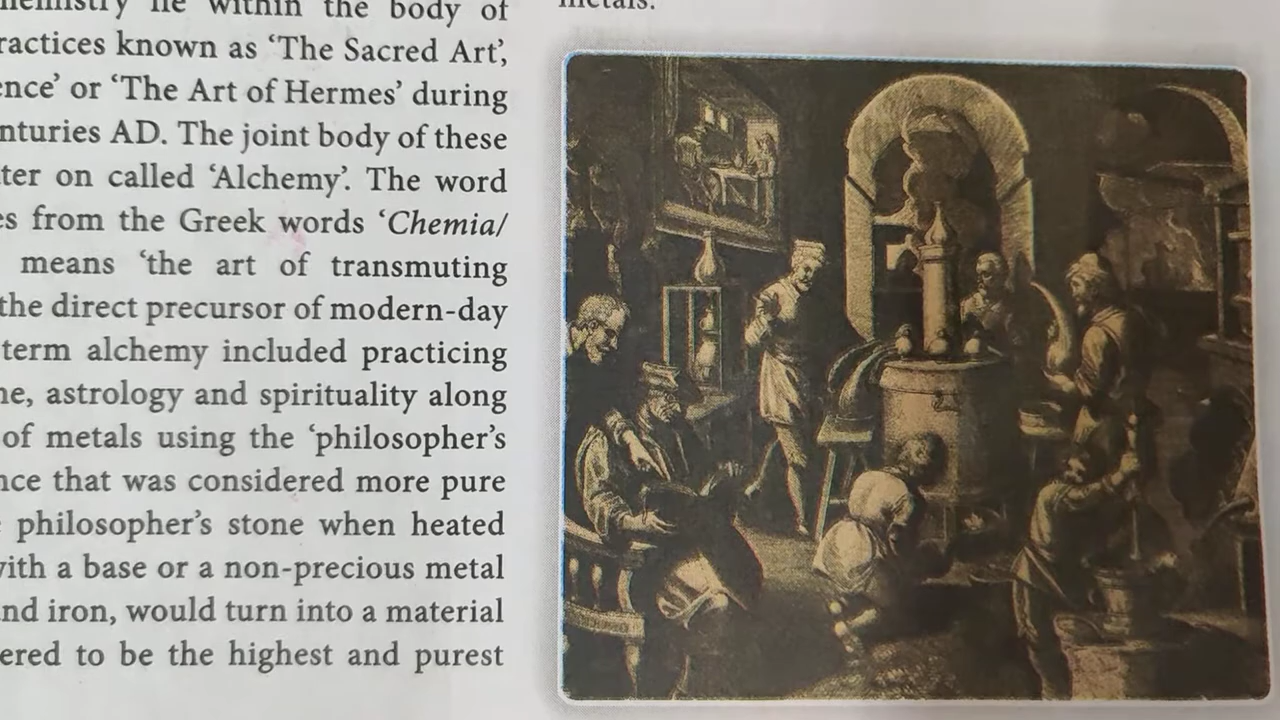 lie within the body of
practices known as ‘The Sacred Art’,
ence’ or ‘The Art of Hermes’ during
nturies AD. The joint body of these
ter on called ‘Alchemy’. The word
es from the Greek words ‘Chemia/
means ‘the art of transmuting
the direct precursor of modern-day
term alchemy included practicing
ne, astrology and spirituality along
of metals using the ‘philosopher’s
nce that was considered more pure
philosopher’s stone when heated
with a base or a non-precious metal
nd iron, would turn into a material
ered to be the highest and purest
metals.